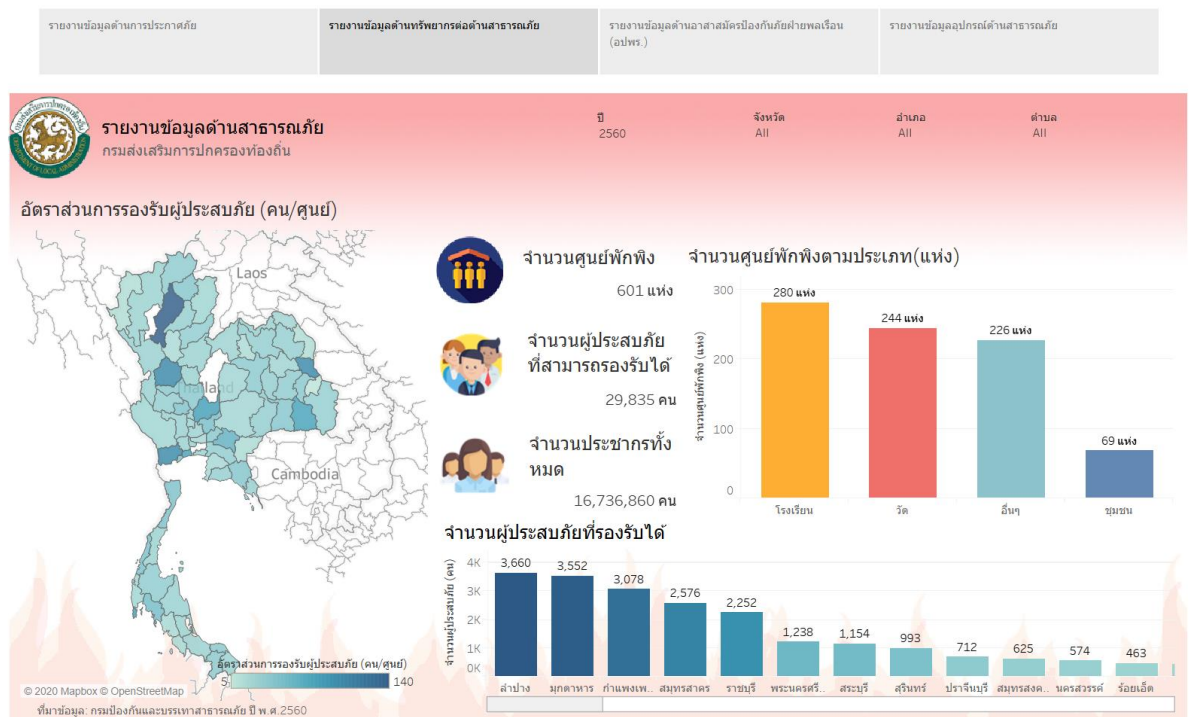 รายงานข้อมูลด้านการประกาศภัย
รายงานข้อมูลด้านทรัพยากรต่อด้านสาธารณภัย
รายงานข้อมูลด้านอาสาสมัครป้องกันภัยฝ่ายพลเรือน
(อปพร.)
รายงานข้อมูลอุปกรณ์ด้านสาธารณภัย
รายงานข้อมูลด้านสาธารณภัย
กรมส่งเสริมการปกครองท้องถิ่น
ปี
2560
จังหวัด
All
อำเภอ
All
ตำบล
All
อัตราส่วนการรองรับผู้ประสบภัย (คน/ศูนย์)
Laos
Thailand
Cambodia
อัตราส่วนการรองรับผู้ประสบภัย (คน/ศูนย์)
5
140
© 2020 Mapbox © OpenStreetMap
ที่มาข้อมูล: กรมป้องกันและบรรเทาสาธารณภัย ปี พ.ศ.2560
จำนวนศูนย์พักพิง
601 แห่ง
จำนวนผู้ประสบภัย
ที่สามารถรองรับได้
29,835 คน
จำนวนประชากรทั้ง
หมด
16,736,860 คน
จำนวนศูนย์พักพิงตามประเภท(แห่ง)
จำนวนศูนย์พักพิง (แห่ง)
300
200
100
0
280 แห่ง
244 แห่ง
226 แห่ง
69 แห่ง
โรงเรียน
วัด
อื่นๆ
ชุมชน
จำนวนผู้ประสบภัยที่รองรับได้
จำนวนผู้ประสบภัย (คน)
4K
3K
2K
1K
0K
3,660
3,552
3,078
2,576
2,252
1,238
1,154
993
712
625
574
463
ลำปาง
มุกดาหาร
กำแพงเพ..
สมุทรสาคร
ราชบุรี
พระนครศรี..
สระบุรี
สุรินทร์
ปราจีนบุรี
สมุทรสงค..
นครสวรรค์
ร้อยเอ็ด